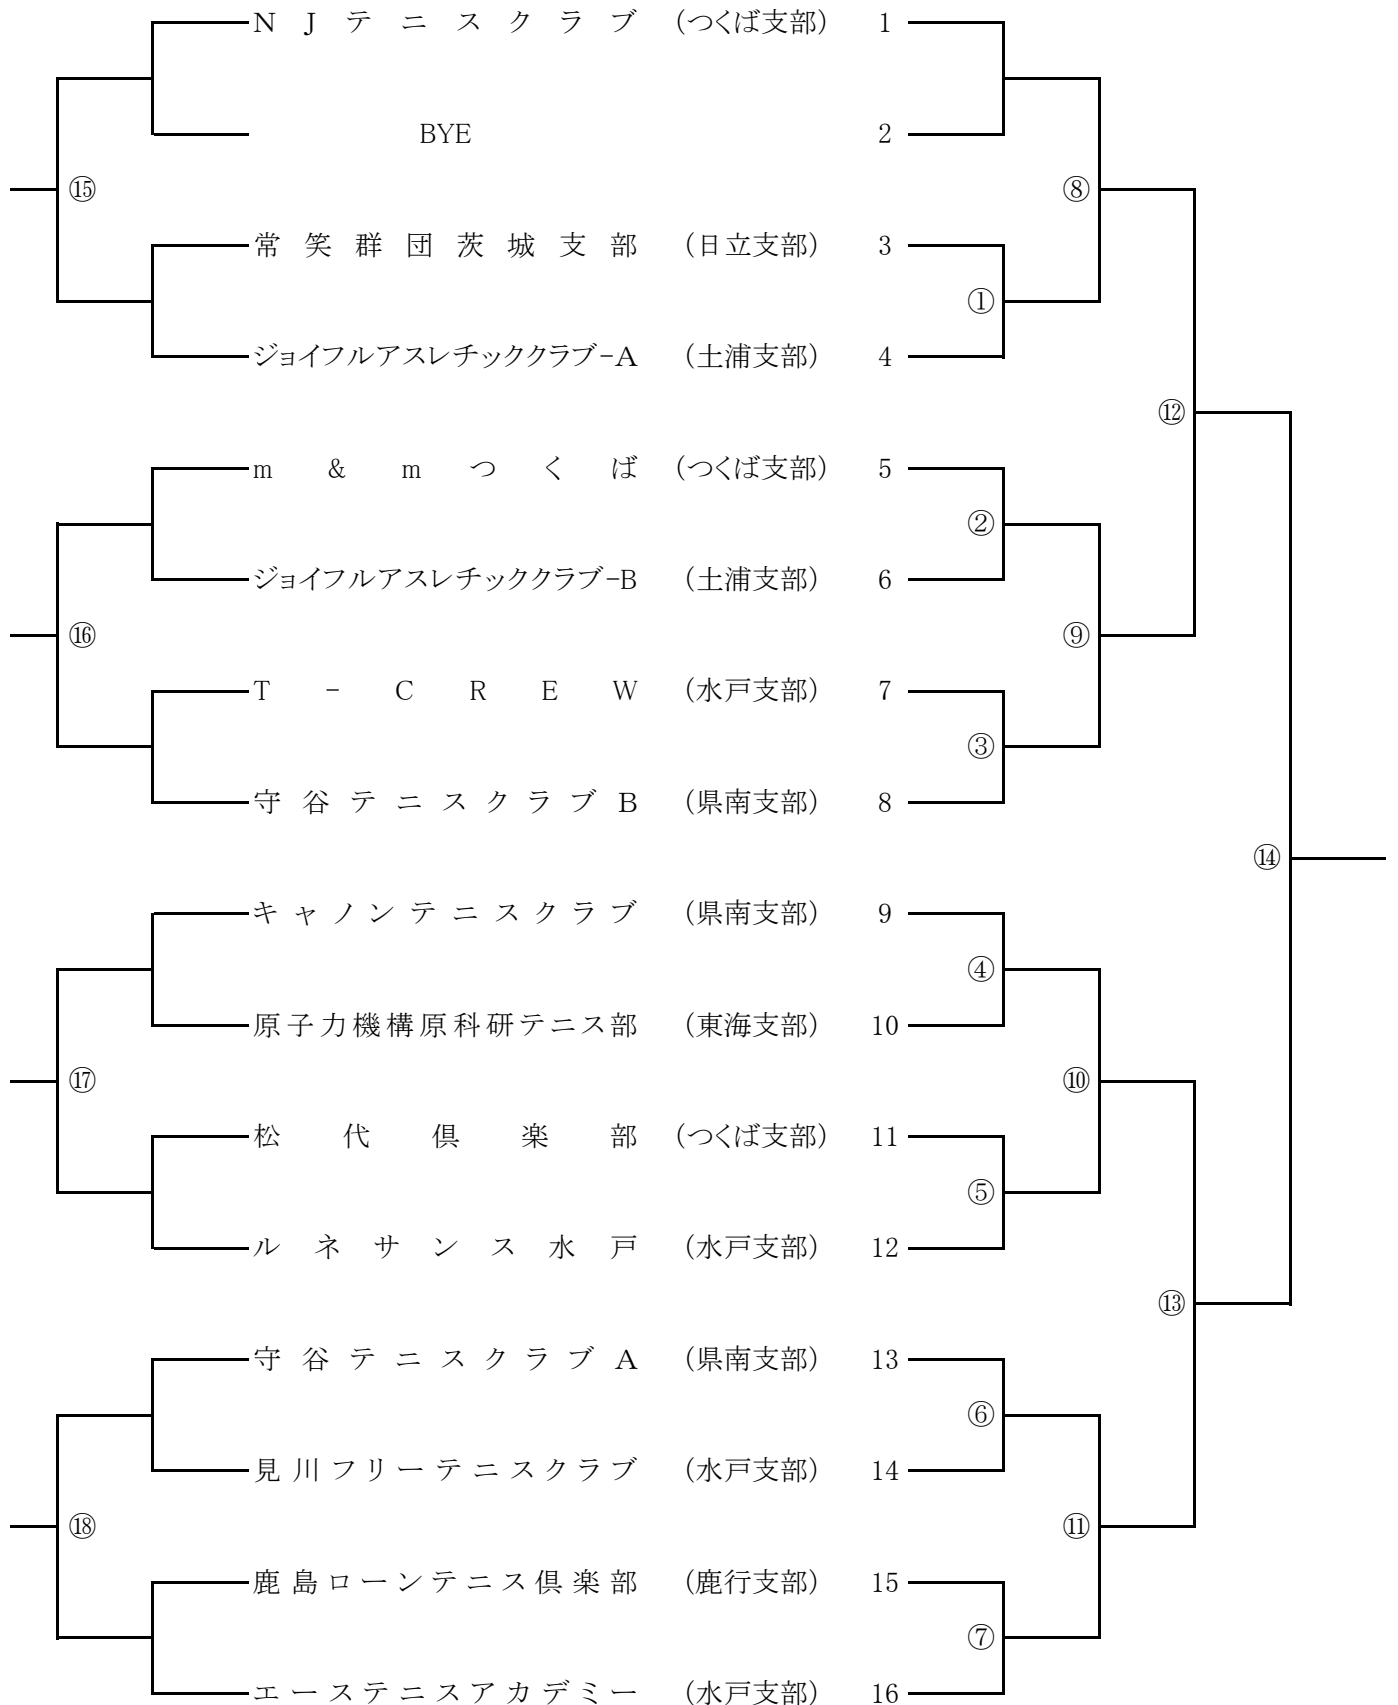 NJテニスクラブ (つくば支部) 1
BYE 2
⑮ ⑧
常笑群団茨城支部 (日立支部) 3
①
ジョイフルアスレチッククラブ-A (土浦支部) 4
⑫
m&mつくば (つくば支部) 5
②
ジョイフルアスレチッククラブ-B (土浦支部) 6
⑯ ⑨
T-CREW (水戸支部) 7
③
守谷テニスクラブB (県南支部) 8
⑭
キャノンテニスクラブ (県南支部) 9
④
原子力機構原科研テニス部 (東海支部) 10
⑰ ⑩
松代倶楽部 (つくば支部) 11
⑤
ルネサンス水戸 (水戸支部) 12
⑬
守谷テニスクラブA (県南支部) 13
⑥
見川フリーテニスクラブ (水戸支部) 14
⑱ ⑪
鹿島ローンテニス倶楽部 (鹿行支部) 15
⑦
エーステニスアカデミー (水戸支部) 16